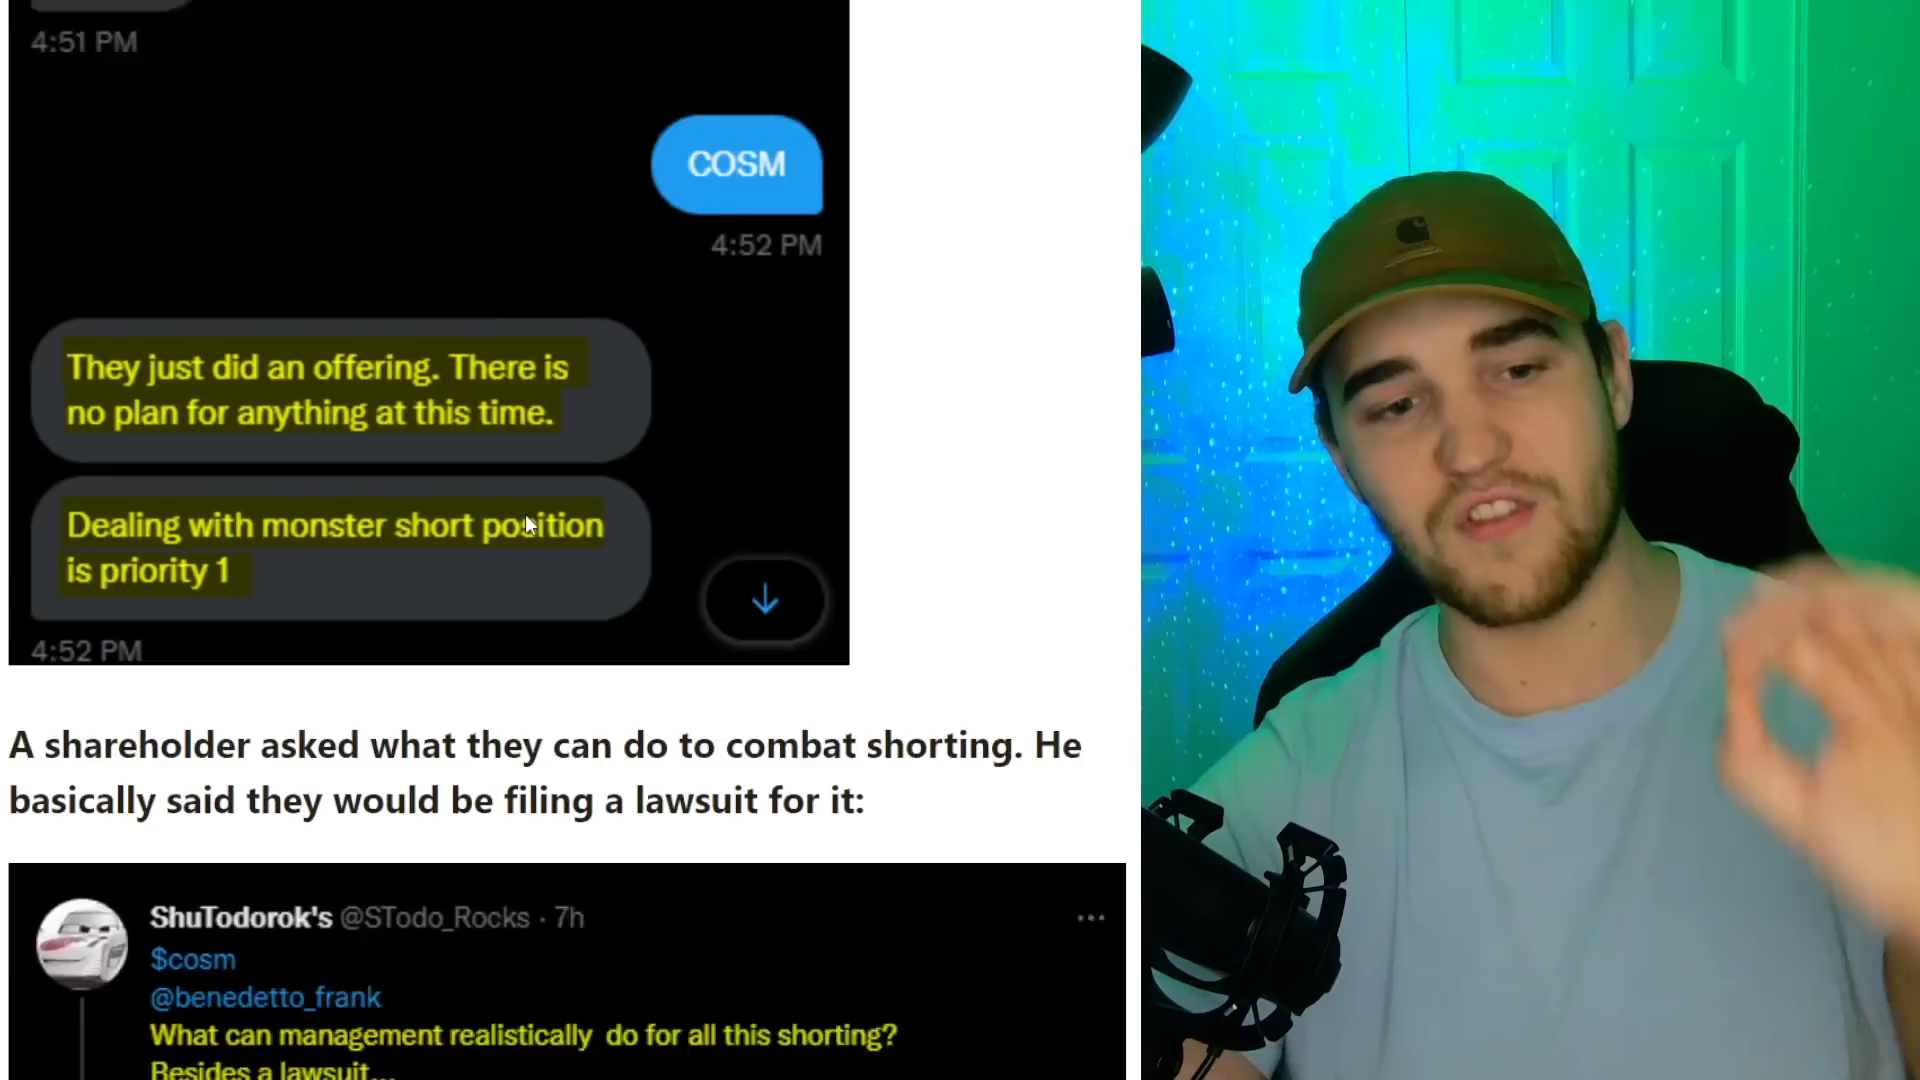 4:51 PM
COSM
4:52 PM
They just did an offering. There is
no plan for anything at this time.
Dealing with monster short position
is priority 1
4:52 PM
A shareholder asked what they can do to combat shorting. He
basically said they would be filing a lawsuit for it:
ShuTodorok's @STodo_Rocks · 7h
$cosm
@benedetto_frank
What can management realistically do for all this shorting?
Besides a lawsuit...